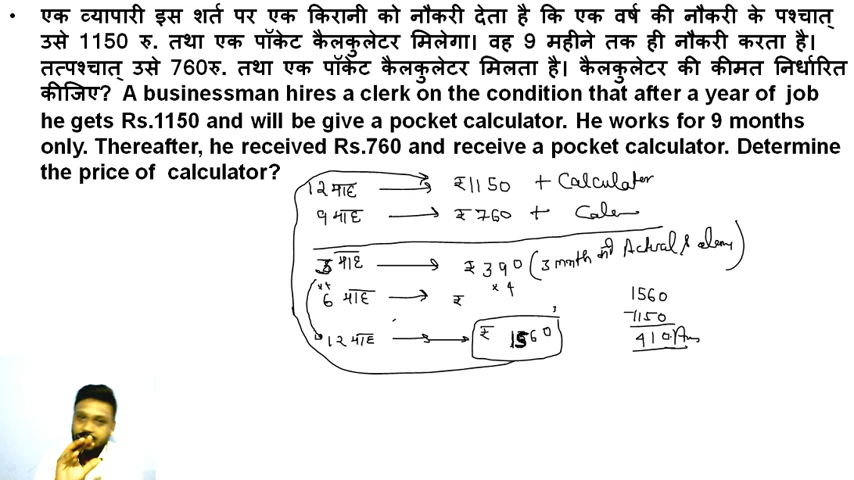 • एक व्यापारी इस शर्त पर एक किरानी को नौकरी देता है कि एक वर्ष की नौकरी के पश्चात्
उसे 1150 रु. तथा एक पॉकेट कैलकुलेटर मिलेगा। वह 9 महीने तक ही नौकरी करता है।
तत्पश्चात् उसे 760रु. तथा एक पॉकेट कैलकुलेटर मिलता है। कैलकुलेटर की कीमत निर्धारित
कीजिए? A businessman hires a clerk on the condition that after a year of job
he gets Rs.1150 and will be give a pocket calculator. He works for 9 months
only. Thereafter, he received Rs.760 and receive a pocket calculator. Determine
the price of calculator?
12 माह ₹1150 + Calculator
9 माह ₹760 +
3 माह ₹390 (3 month की Actual
×4 ×4
6 माह ₹
12 माह ₹ 1560
1560
-1150
410 Ans